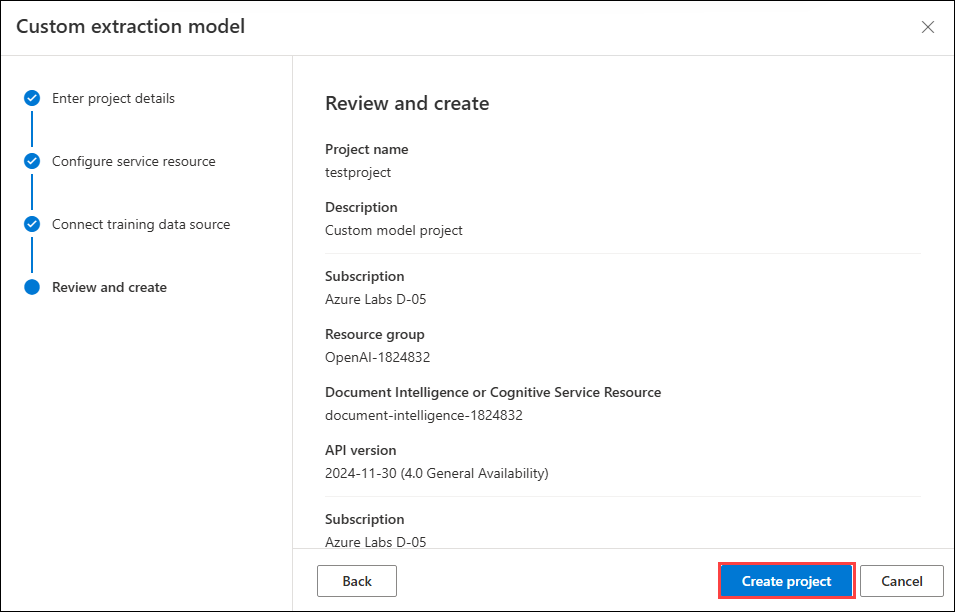 Custom extraction model
Enter project details
Configure service resource
Connect training data source
Review and create
Review and create
Project name
testproject
Description
Custom model project
Subscription
Azure Labs D-05
Resource group
OpenAI-1824832
Document Intelligence or Cognitive Service Resource
document-intelligence-1824832
API version
2024-11-30 (4.0 General Availability)
Subscription
Azure Labs D-05
Back
Create project
Cancel